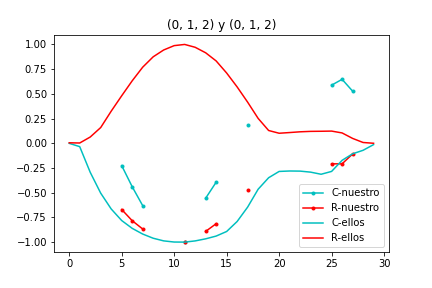 (0, 1, 2) y (0, 1, 2)
1.00
0.75
0.50
0.25
0.00
−0.25
−0.50
−0.75
−1.00
0 5 10 15 20 25 30
C-nuestro
R-nuestro
C-ellos
R-ellos